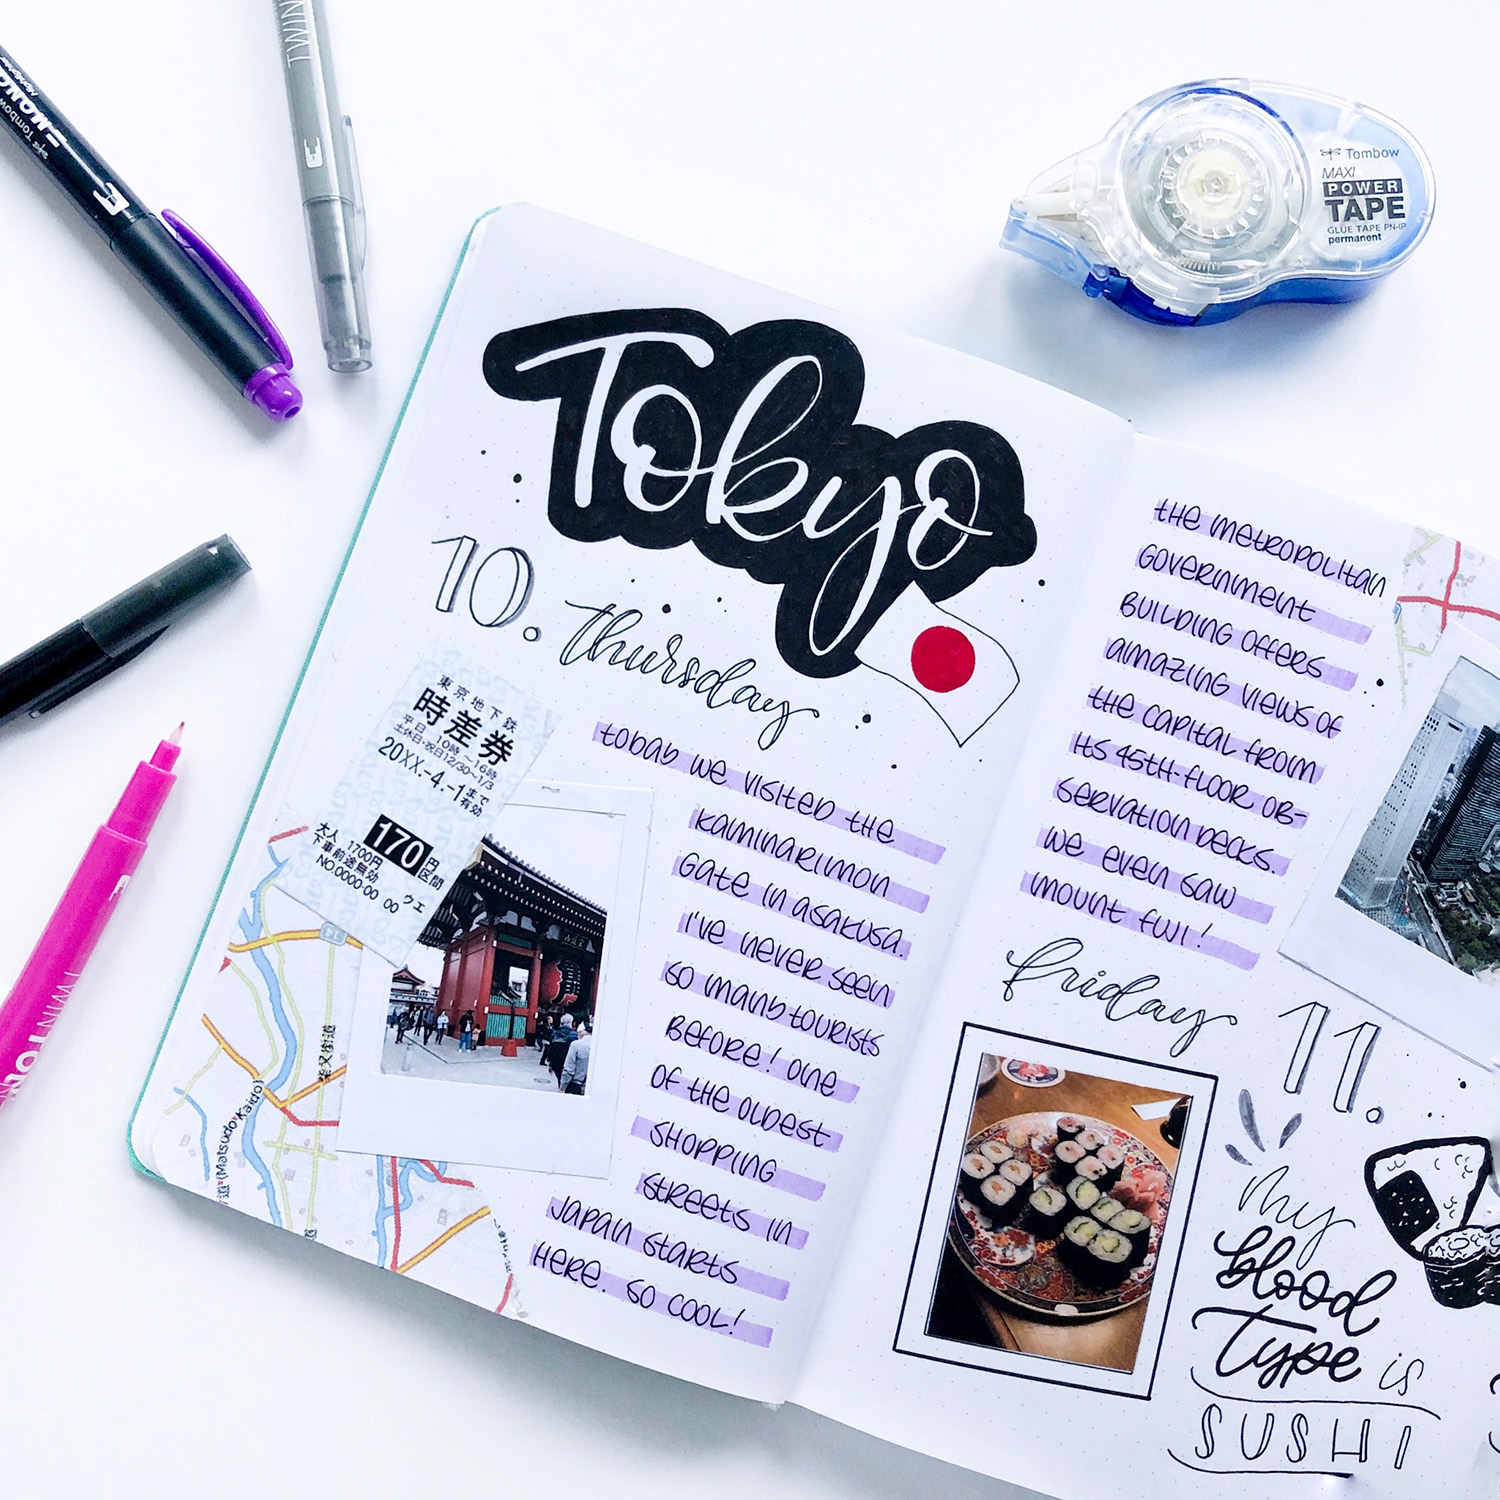 TWIN
MONO
Tombow
Tombow
MAXI
POWER
TAPE
GLUE TAPE PN-IP
permanent
Tokyo
10. Thursday
東京地下鉄
時差券
平日 10時～16時
土休日・祝日12/30～1/3
20XX.-4.-1まで有効
170円区間
大人 1700円
下車前途無効 ウエ
NO.0000-00 00
today we visited the
Kaminarimon
Gate in Asakusa.
I've never seen
so many tourists
before! One
of the oldest
shopping
streets in
Japan starts
here. So cool!
(Matsudo Kaido)
the metropolitan
government
building offers
amazing views of
the capital from
its 45th-floor ob-
servation decks.
We even saw
Mount Fuji!
friday
11.
My
blood
Type is
SUSHI
TWINTO